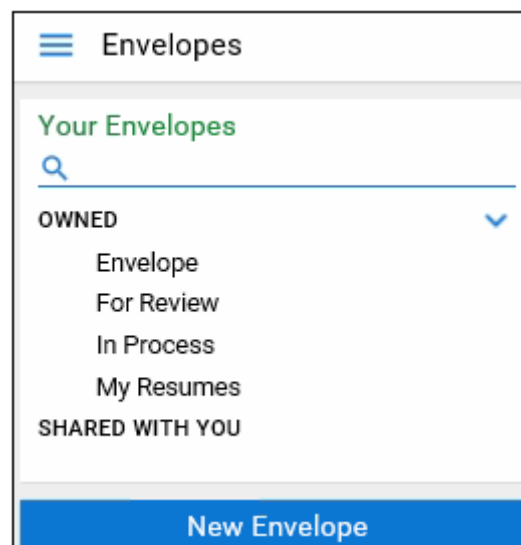 Envelopes
Your Envelopes
OWNED
Envelope
For Review
In Process
My Resumes
SHARED WITH YOU
New Envelope